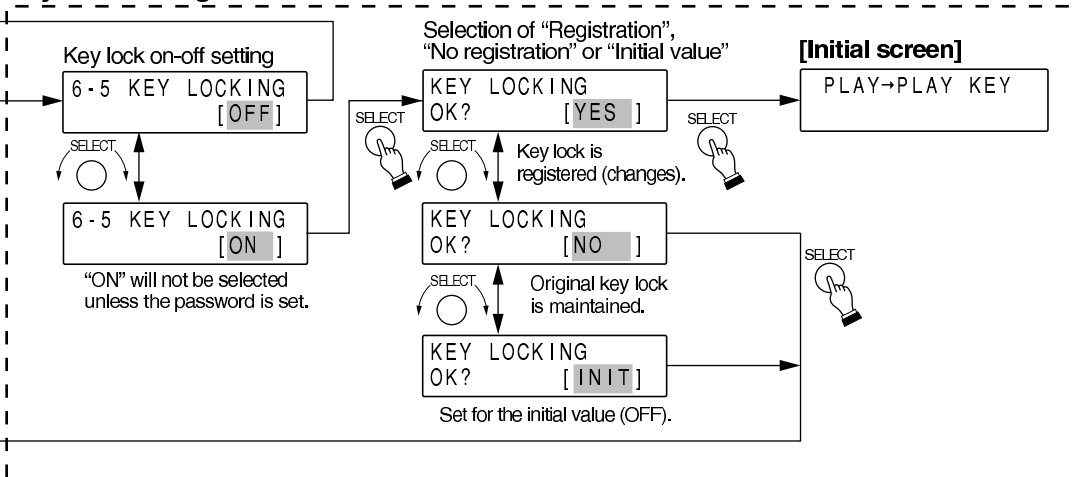 Key lock on-off setting
6-5 KEY LOCKING
[OFF]
SELECT
6-5 KEY LOCKING
[ON ]
“ON” will not be selected
unless the password is set.
SELECT
Selection of “Registration”,
“No registration” or “Initial value”
KEY LOCKING
OK? [YES ]
SELECT
Key lock is
registered (changes).
KEY LOCKING
OK? [NO ]
SELECT
Original key lock
is maintained.
KEY LOCKING
OK? [INIT]
Set for the initial value (OFF).
SELECT
[Initial screen]
PLAY→PLAY KEY
SELECT